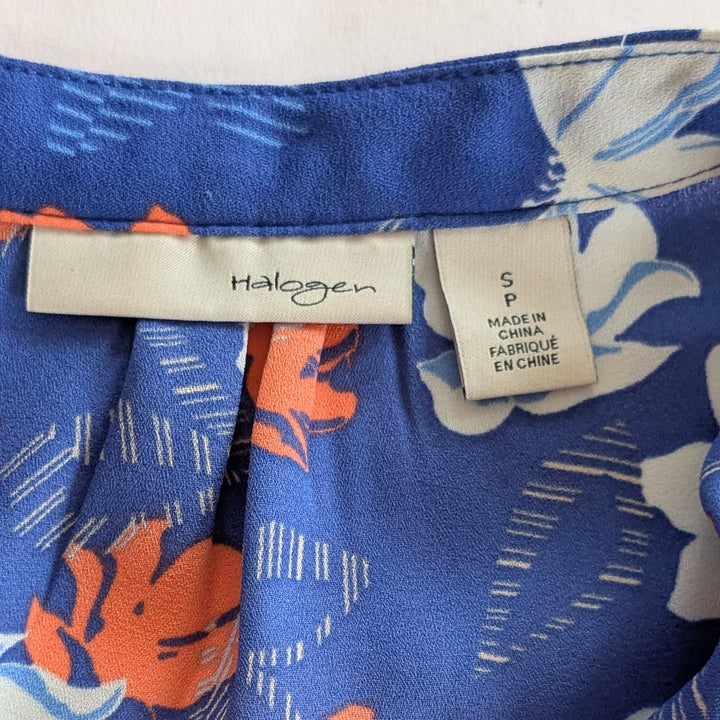 Halogen
S
P
MADE IN
CHINA
FABRIQUÉ
EN CHINE